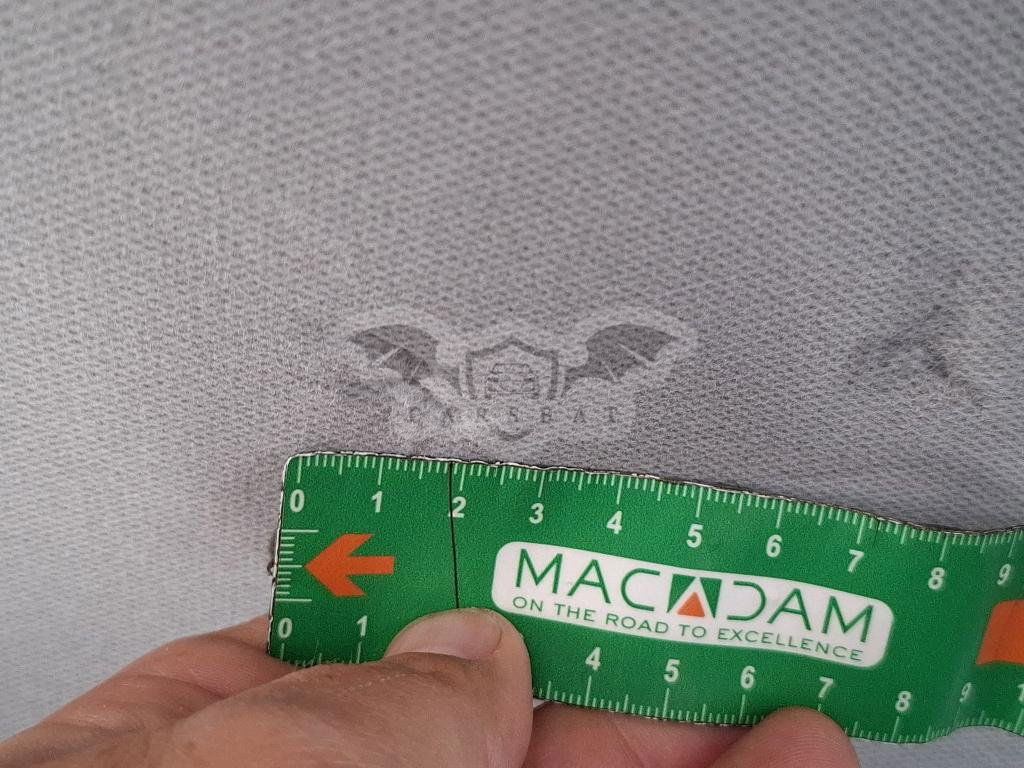 CARSBAT
0 1 2 3 4 5 6 7 8 9
MACADAM
ON THE ROAD TO EXCELLENCE
0 1 4 5 6 7 8 9